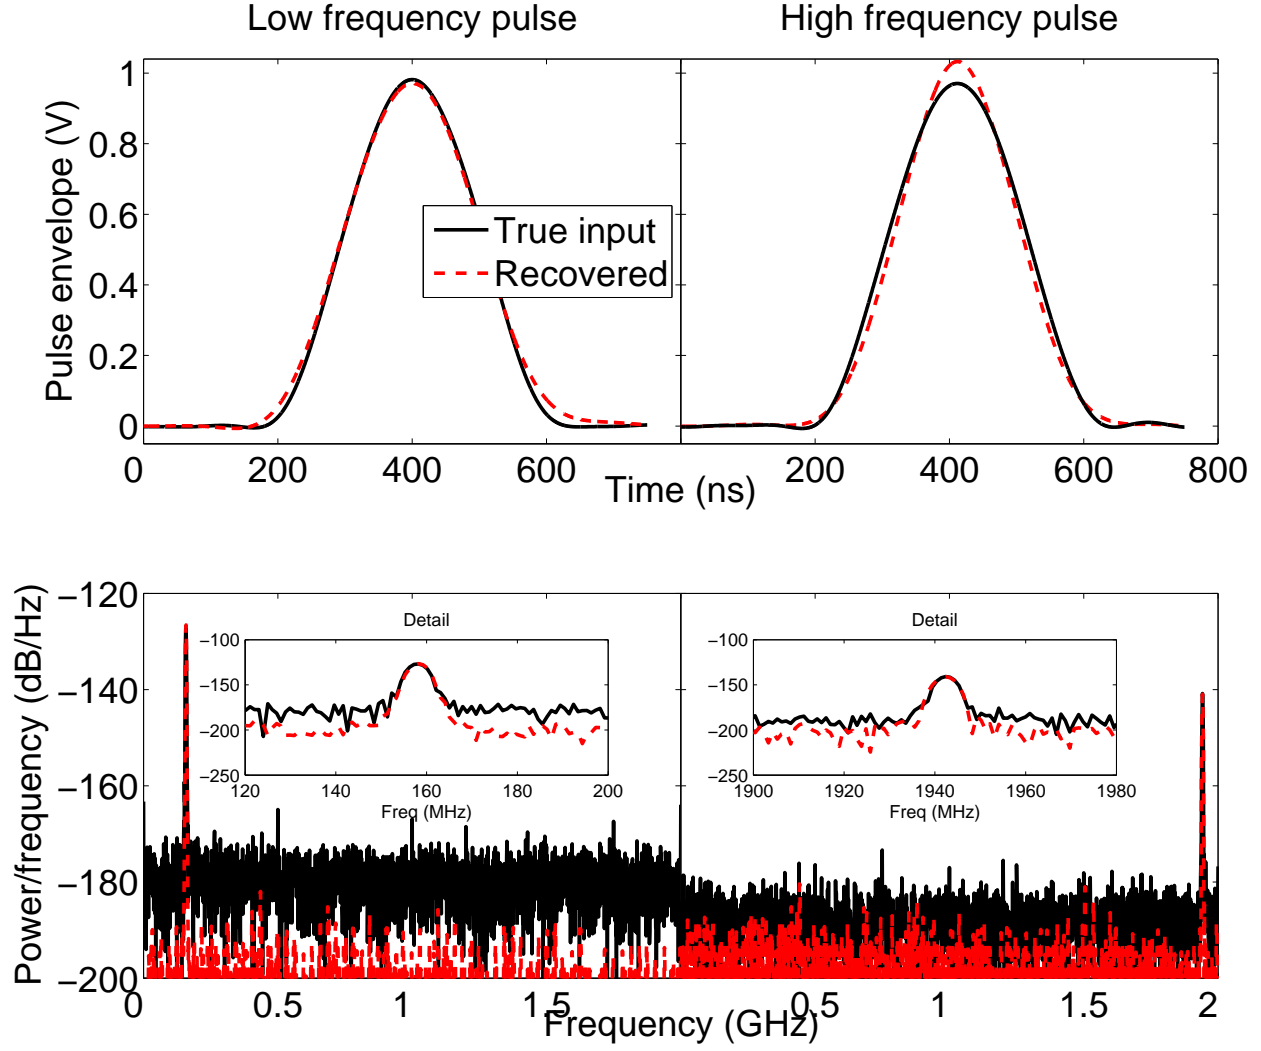 Low frequency pulse
High frequency pulse
Pulse envelope (V)
1
0.8
0.6
0.4
0.2
0
True input
Recovered
0 200 400 600 200 400 600 800
Time (ns)
Power/frequency (dB/Hz)
−120
−140
−160
−180
−200
Detail
−100
−150
−200
−250
120 140 160 180 200
Freq (MHz)
Detail
−100
−150
−200
−250
1900 1920 1940 1960 1980
Freq (MHz)
0 0.5 1 1.5 0.5 1 1.5 2
Frequency (GHz)